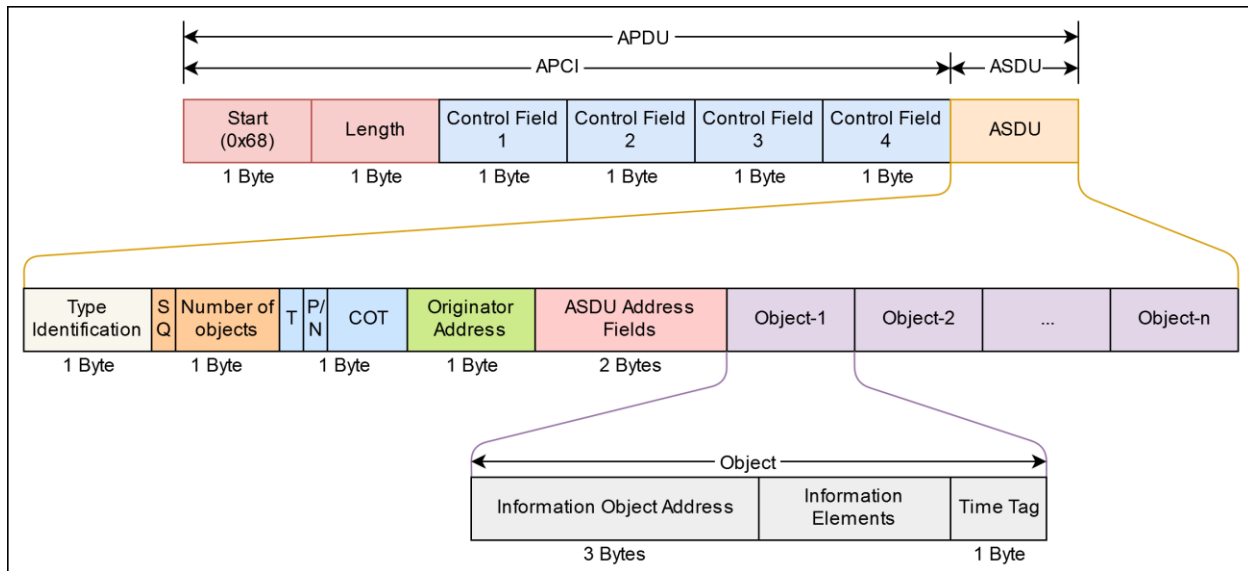 APDU
APCI
ASDU
Start
(0x68)
Length
Control Field
1
Control Field
2
Control Field
3
Control Field
4
ASDU
1 Byte
1 Byte
1 Byte
1 Byte
1 Byte
1 Byte
Type
Identification
S
Q
Number of
objects
T
P/
N
COT
Originator
Address
ASDU Address
Fields
Object-1
Object-2
...
Object-n
1 Byte
1 Byte
1 Byte
1 Byte
2 Bytes
Object
Information Object Address
Information
Elements
Time Tag
3 Bytes
1 Byte